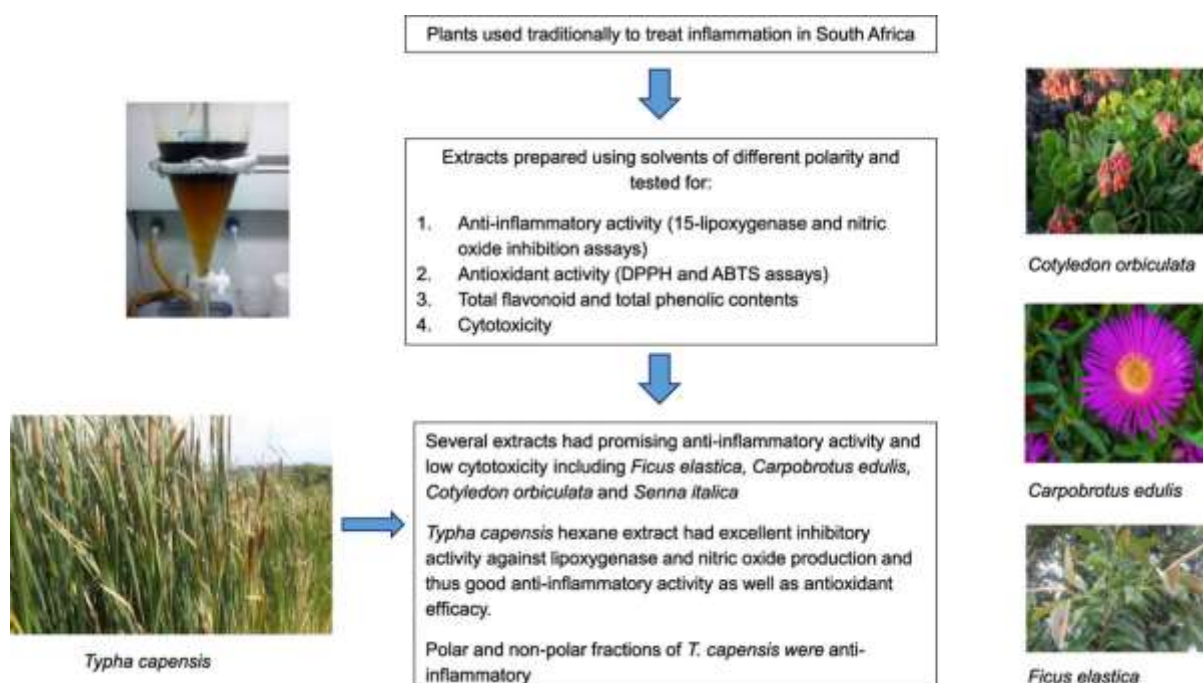 Plants used traditionally to treat inflammation in South Africa
Extracts prepared using solvents of different polarity and
tested for:
1. Anti-inflammatory activity (15-lipoxygenase and nitric
oxide inhibition assays)
2. Antioxidant activity (DPPH and ABTS assays)
3. Total flavonoid and total phenolic contents
4. Cytotoxicity
Several extracts had promising anti-inflammatory activity and
low cytotoxicity including Ficus elastica, Carpobrotus edulis,
Cotyledon orbiculata and Senna italica
Typha capensis hexane extract had excellent inhibitory
activity against lipoxygenase and nitric oxide production and
thus good anti-inflammatory activity as well as antioxidant
efficacy.
Polar and non-polar fractions of T. capensis were anti-
inflammatory
Typha capensis
Cotyledon orbiculata
Carpobrotus edulis
Ficus elastica